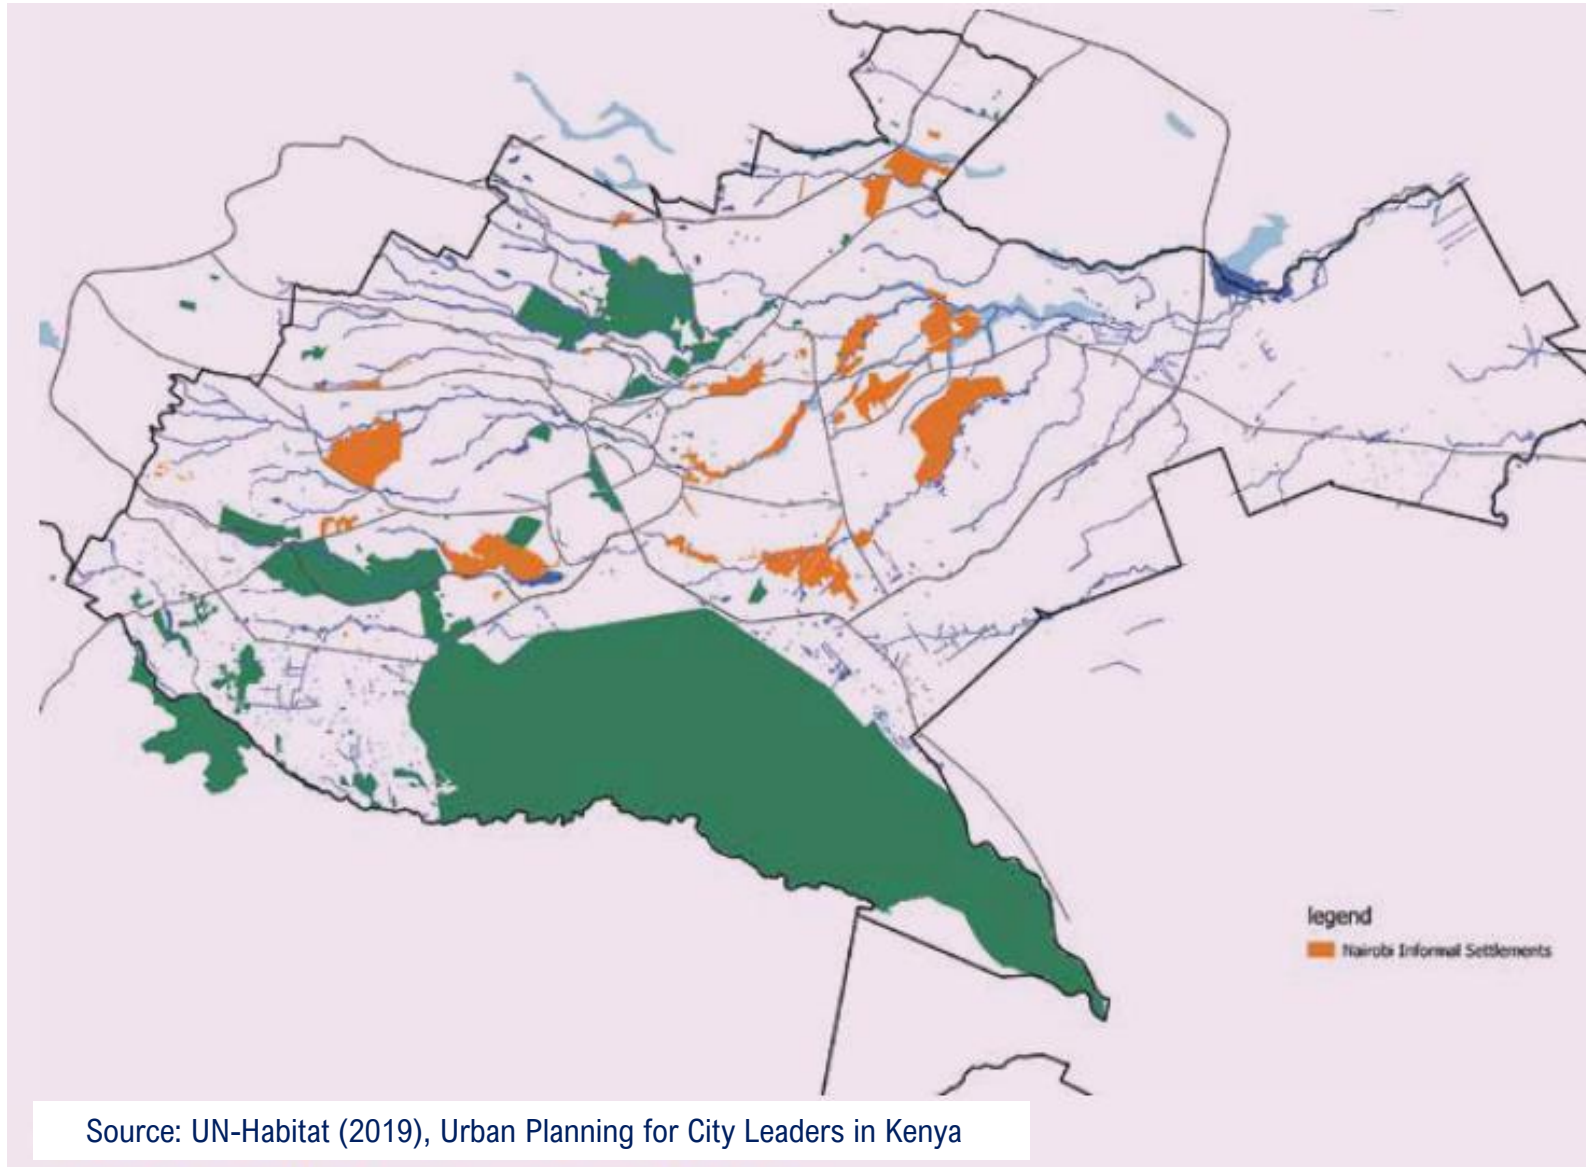 legend
Nairobi Informal Settlements
Source: UN-Habitat (2019), Urban Planning for City Leaders in Kenya